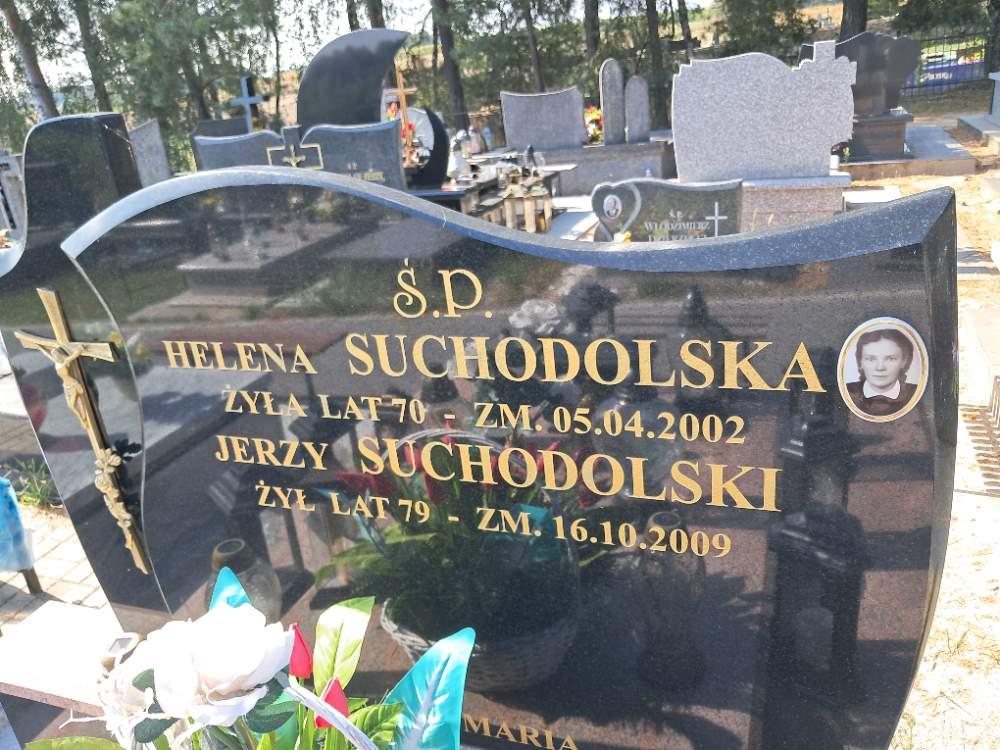 Ś.P.
HELENA SUCHODOLSKA
ŻYŁA LAT 70 - ZM. 05.04.2002
JERZY SUCHODOLSKI
ŻYŁ LAT 79 - ZM. 16.10.2009
MARIA
Ś.P.
WŁODZIMIERZ